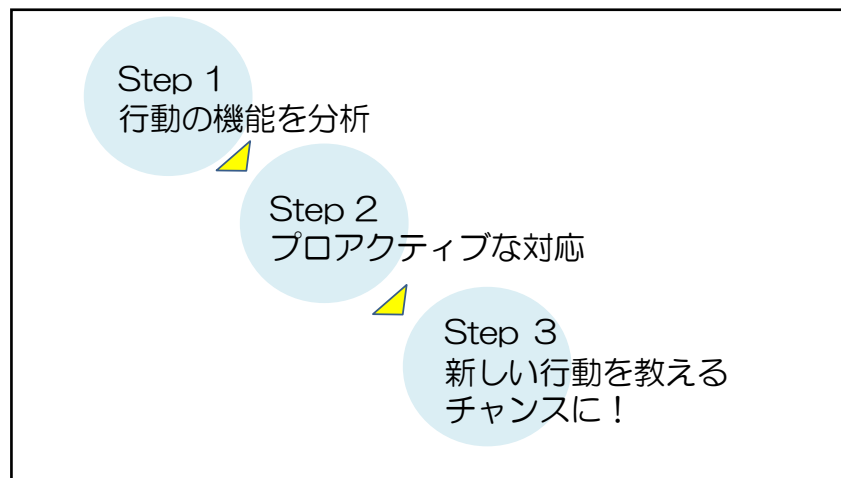 Step 1
行動の機能を分析
Step 2
プロアクティブな対応
Step 3
新しい行動を教える
チャンスに！